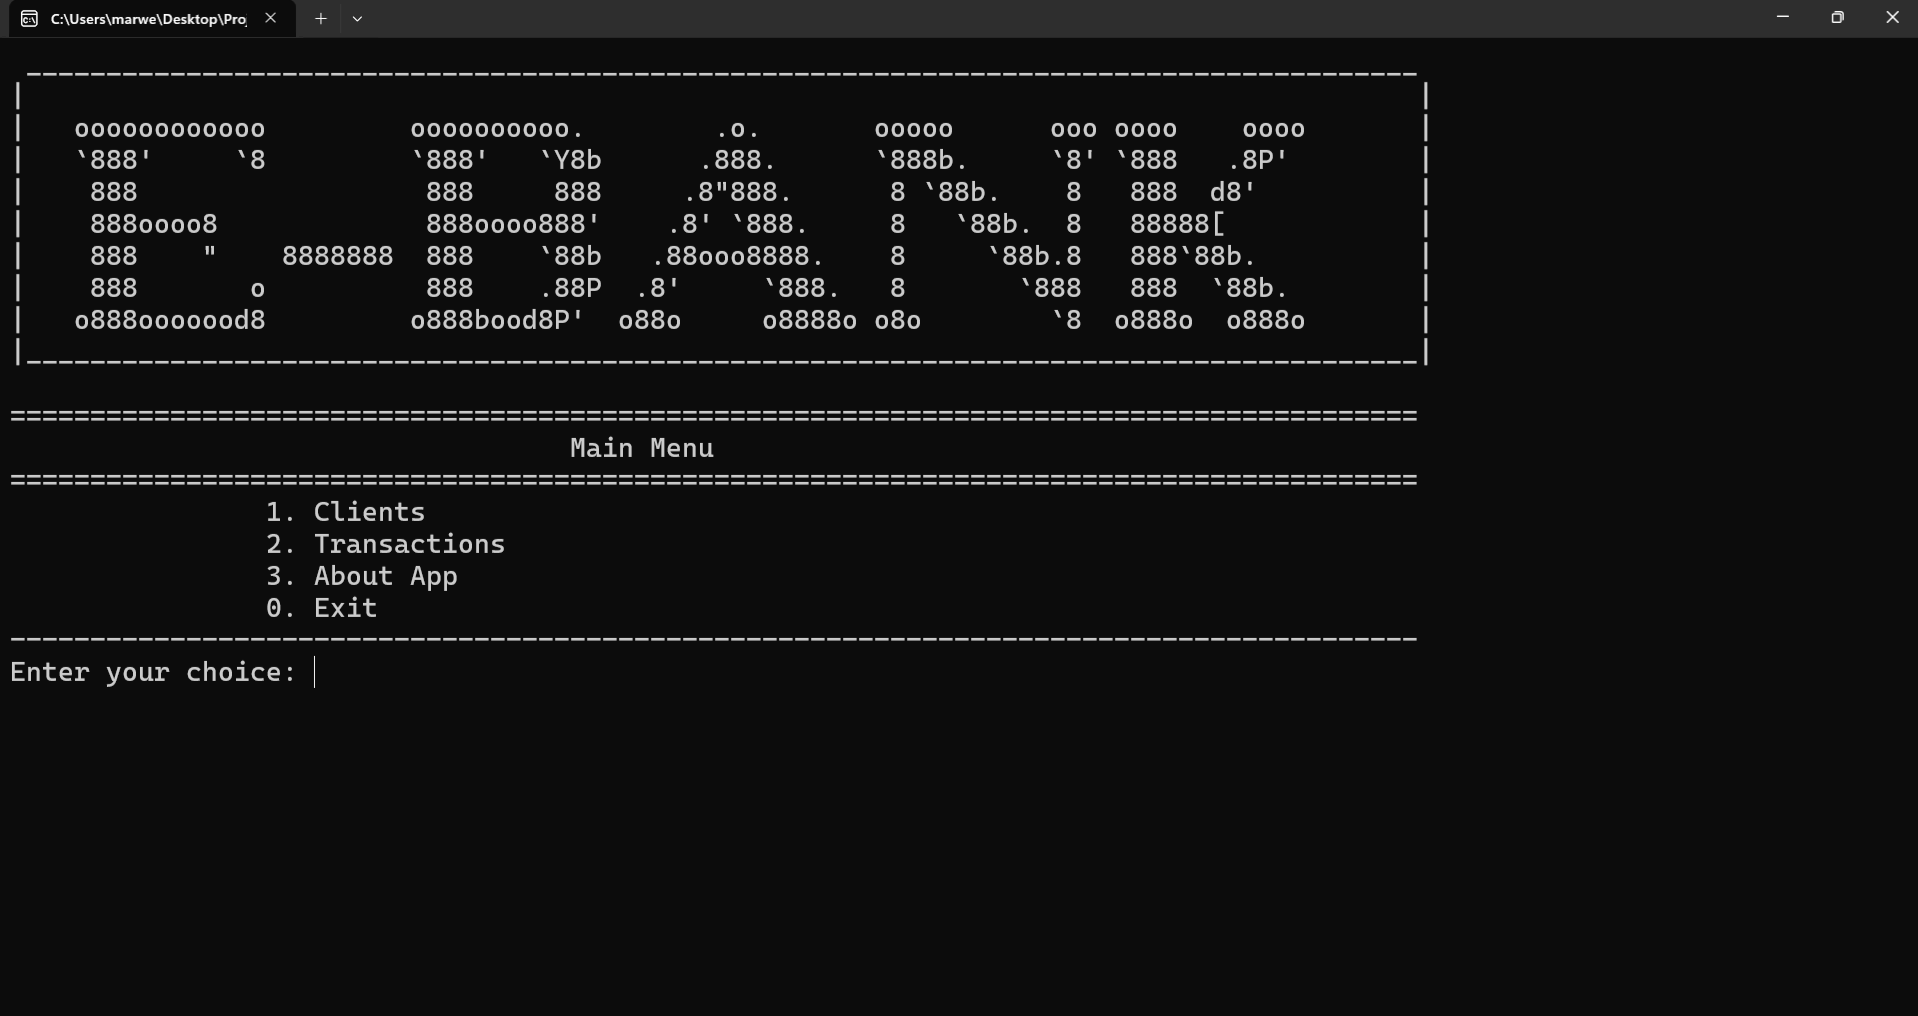 C:\Users\marwe\Desktop\Pro
 _______________________________________________________________________________________
|                                                                                       |
|   oooooooooooo         oooooooooo.        .o.       ooooo      ooo oooo    oooo       |
|   `888'     `8         `888'   `Y8b      .888.      `888b.     `8' `888   .8P'        |
|    888                  888     888     .8"888.      8 `88b.    8   888  d8'          |
|    888oooo8             888oooo888'    .8' `888.     8   `88b.  8   88888[            |
|    888    "    8888888  888    `88b   .88ooo8888.    8     `88b.8   888`88b.          |
|    888       o          888    .88P  .8'     `888.   8       `888   888  `88b.        |
|   o888ooooood8         o888bood8P'  o88o     o8888o o8o        `8  o888o  o888o       |
|_______________________________________________________________________________________|
========================================================================================
Main Menu
========================================================================================
1. Clients
2. Transactions
3. About App
0. Exit
----------------------------------------------------------------------------------------
Enter your choice: